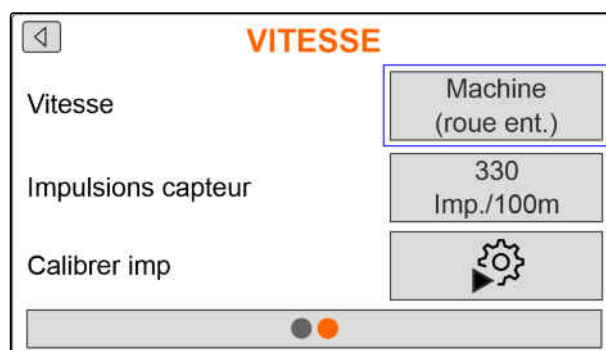 VITESSE
Vitesse
Machine
(roue ent.)
Impulsions capteur
330
Imp./100m
Calibrer imp